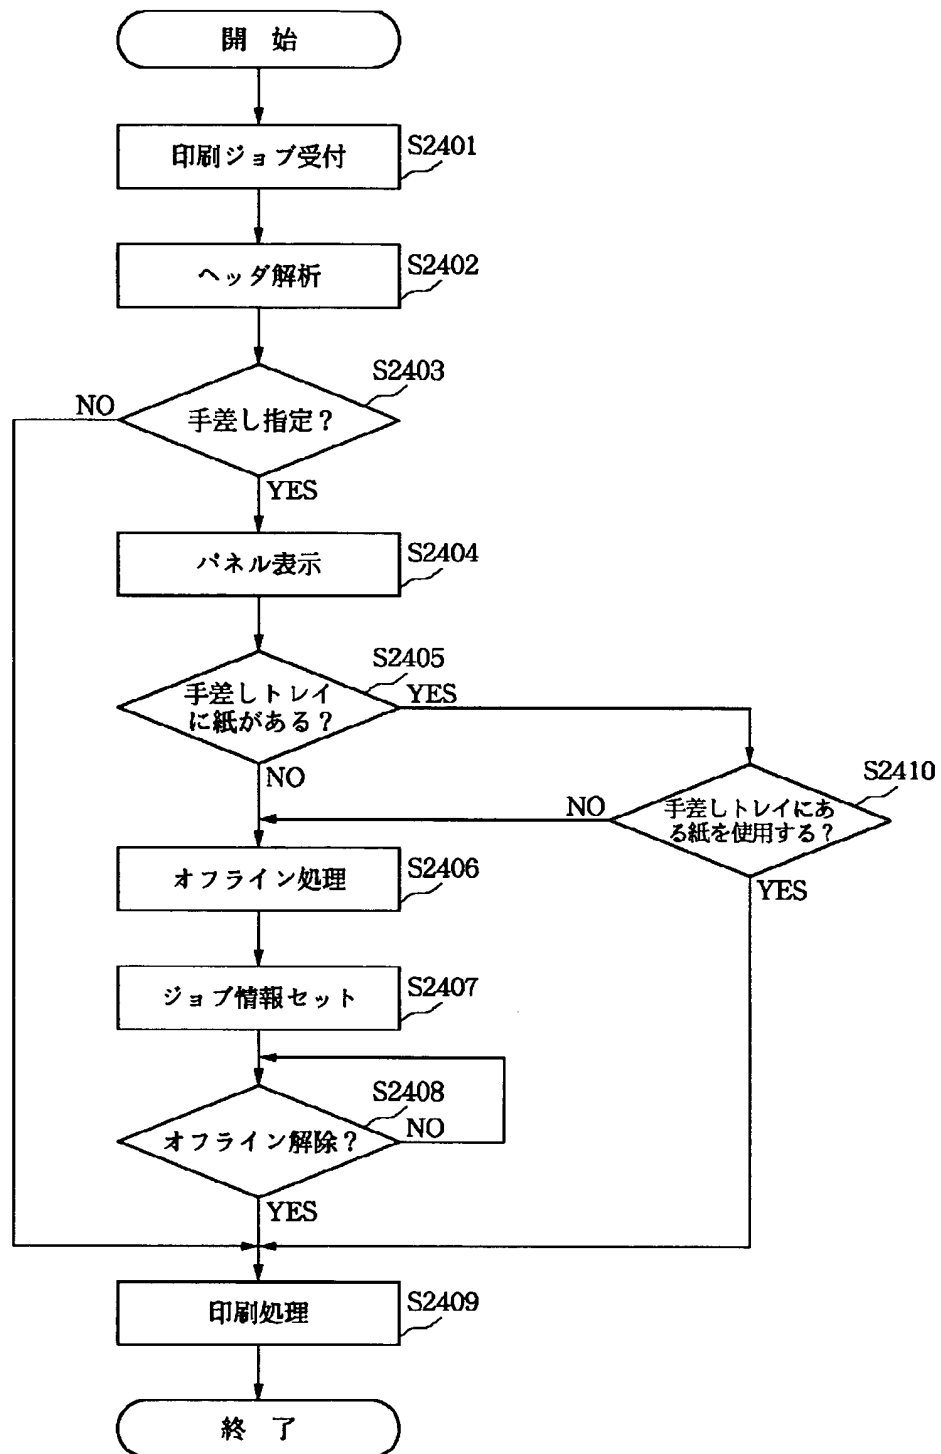 開 始
印刷ジョブ受付
S2401
ヘッダ解析
S2402
S2403
NO
手差し指定？
YES
パネル表示
S2404
S2405
手差しトレイ
に紙がある？
YES
NO
S2410
NO
手差しトレイにあ
る紙を使用する？
YES
オフライン処理
S2406
ジョブ情報セット
S2407
S2408
オフライン解除？
NO
YES
印刷処理
S2409
終 了